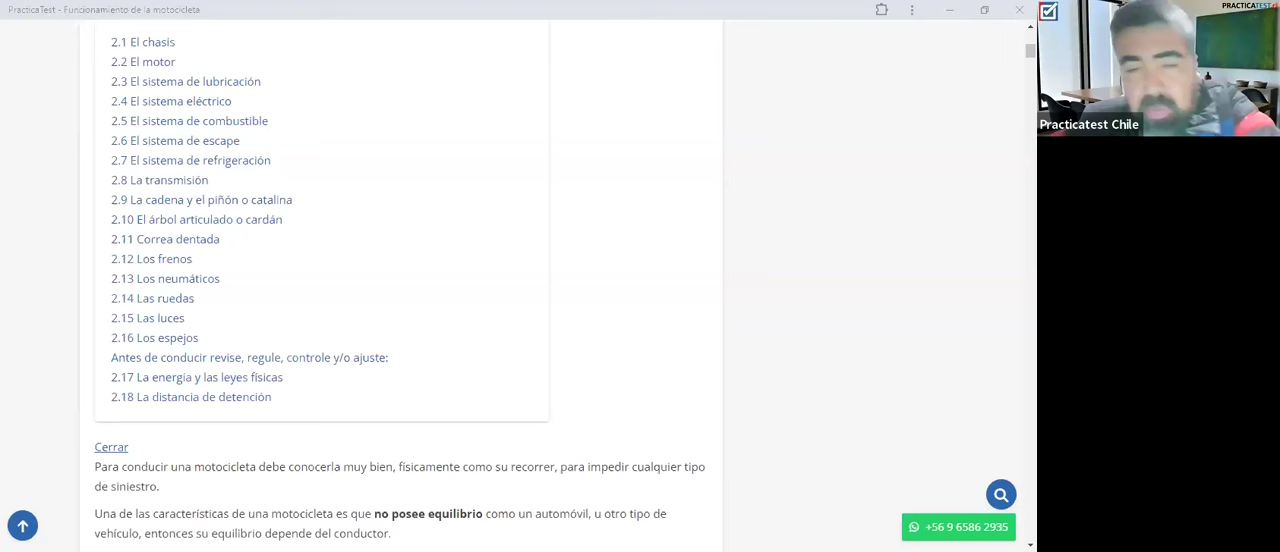 PracticaTest - Funcionamiento de la motocicleta
PRACTICATEST.cl
2.1 El chasis
2.2 El motor
2.3 El sistema de lubricación
2.4 El sistema eléctrico
2.5 El sistema de combustible
2.6 El sistema de escape
2.7 El sistema de refrigeración
2.8 La transmisión
2.9 La cadena y el piñón o catalina
2.10 El árbol articulado o cardán
2.11 Correa dentada
2.12 Los frenos
2.13 Los neumáticos
2.14 Las ruedas
2.15 Las luces
2.16 Los espejos
Antes de conducir revise, regule, controle y/o ajuste:
2.17 La energía y las leyes físicas
2.18 La distancia de detención
Cerrar
Para conducir una motocicleta debe conocerla muy bien, físicamente como su recorrer, para impedir cualquier tipo
de siniestro.
Una de las características de una motocicleta es que no posee equilibrio como un automóvil, u otro tipo de
vehículo, entonces su equilibrio depende del conductor.
+56 9 6586 2935
Practicatest Chile